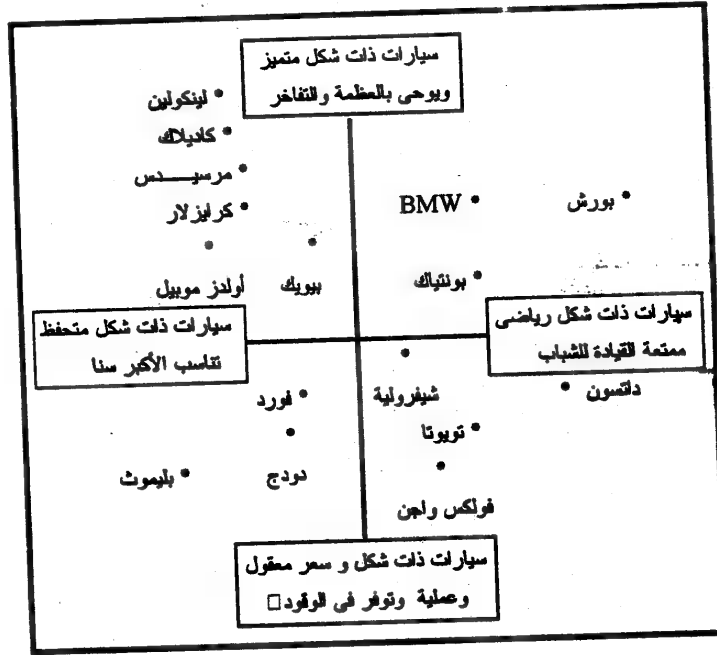 سيارات ذات شكل متميز
ويوحى بالعظمة والتفاخر
لينكولين
كاديلاك
مرسيــــدس
كرايزلار
بورش
BMW
أولدز موبيل
بيويك
بونتياك
سيارات ذات شكل رياضى
ممتعة القيادة للشباب
سيارات ذات شكل متحفظ
تناسب الأكبر سنا
داتسون
شيفرولية
فورد
تويوتا
دودج
بليموث
فولكس واجن
سيارات ذات شكل و سعر معقول
وعملية وتوفر فى الوقود